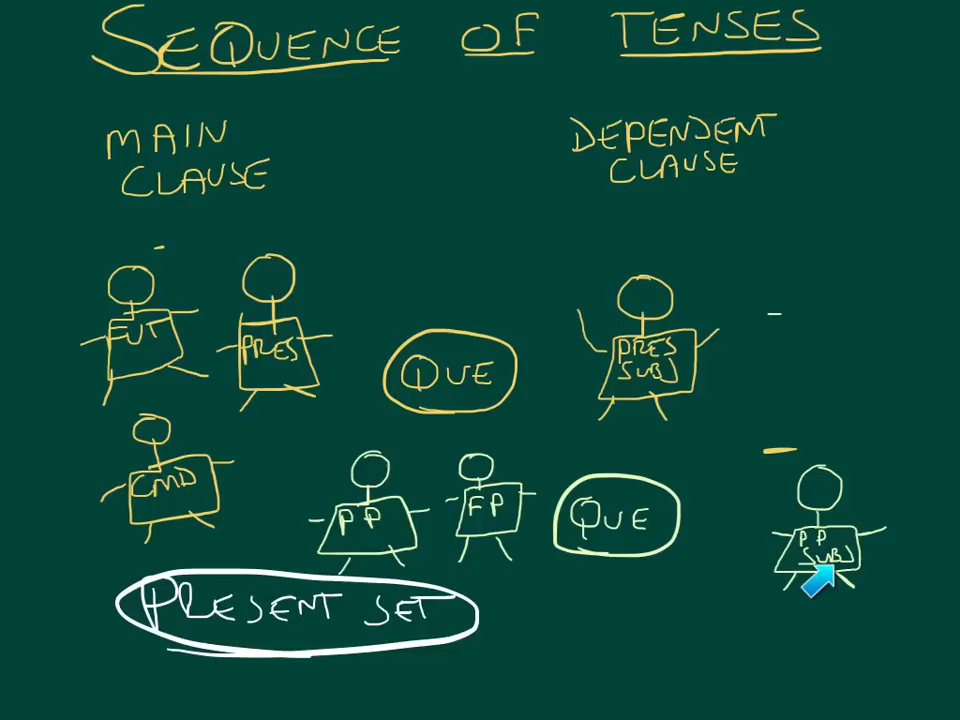 SEQUENCE OF TENSES
MAIN
CLAUSE
DEPENDENT
CLAUSE
FUT
PRES
QUE
PRES
SUBJ
CMD
PP
FP
QUE
PP
SUBJ
PRESENT SET